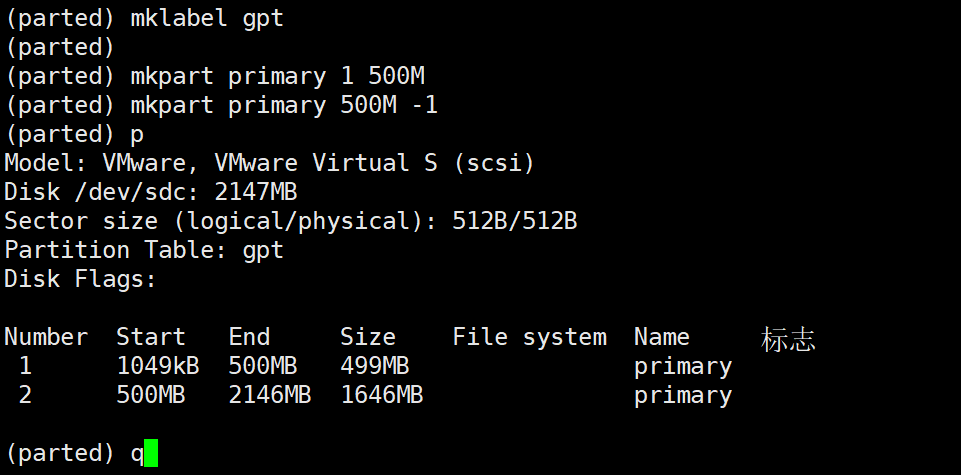 (parted) mklabel gpt
(parted)
(parted) mkpart primary 1 500M
(parted) mkpart primary 500M -1
(parted) p
Model: VMware, VMware Virtual S (scsi)
Disk /dev/sdc: 2147MB
Sector size (logical/physical): 512B/512B
Partition Table: gpt
Disk Flags:
Number  Start   End     Size    File system  Name     标志
 1      1049kB  500MB   499MB                primary
 2      500MB   2146MB  1646MB               primary
(parted) q